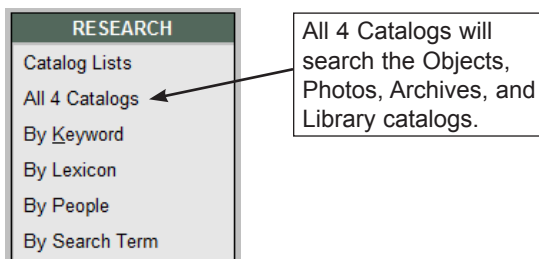 RESEARCH
Catalog Lists
All 4 Catalogs
By Keyword
By Lexicon
By People
By Search Term
All 4 Catalogs will
search the Objects,
Photos, Archives, and
Library catalogs.